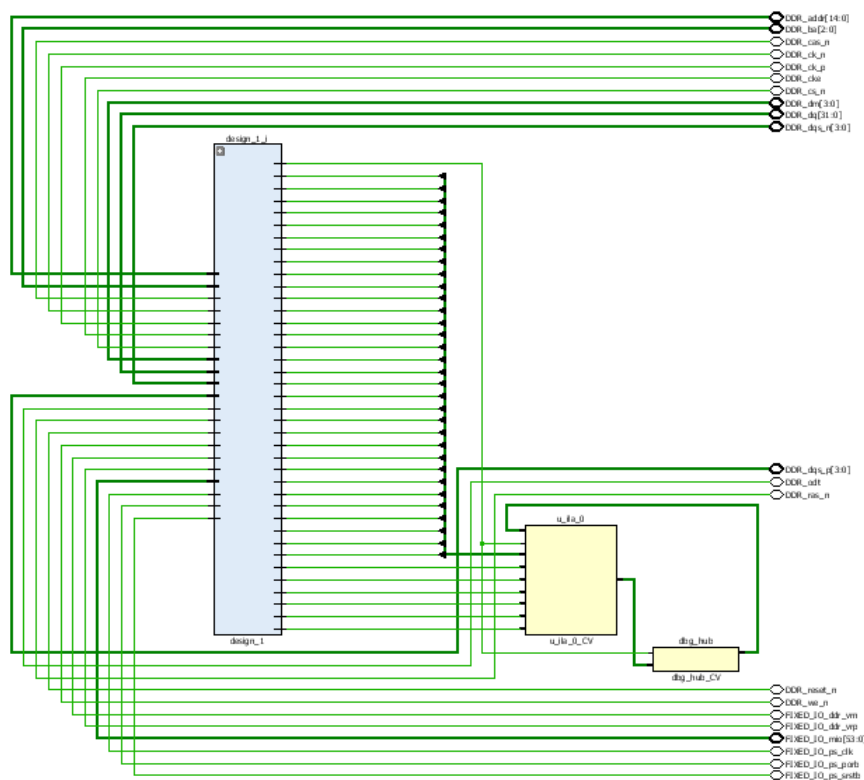 DDR_addr[14:0]
DDR_ba[2:0]
DDR_cas_n
DDR_ck_n
DDR_ck_p
DDR_cke
DDR_cs_n
DDR_dm[3:0]
DDR_dq[31:0]
DDR_dqs_n[3:0]
design_1_i
DDR_dqs_p[3:0]
DDR_odt
DDR_ras_n
u_ila_0
design_1
u_ila_0_CV
dbg_hub
dbg_hub_CV
DDR_reset_n
DDR_we_n
FIXED_IO_ddr_vrn
FIXED_IO_ddr_vrp
FIXED_IO_mio[53:0]
FIXED_IO_ps_clk
FIXED_IO_ps_porb
FIXED_IO_ps_srstb